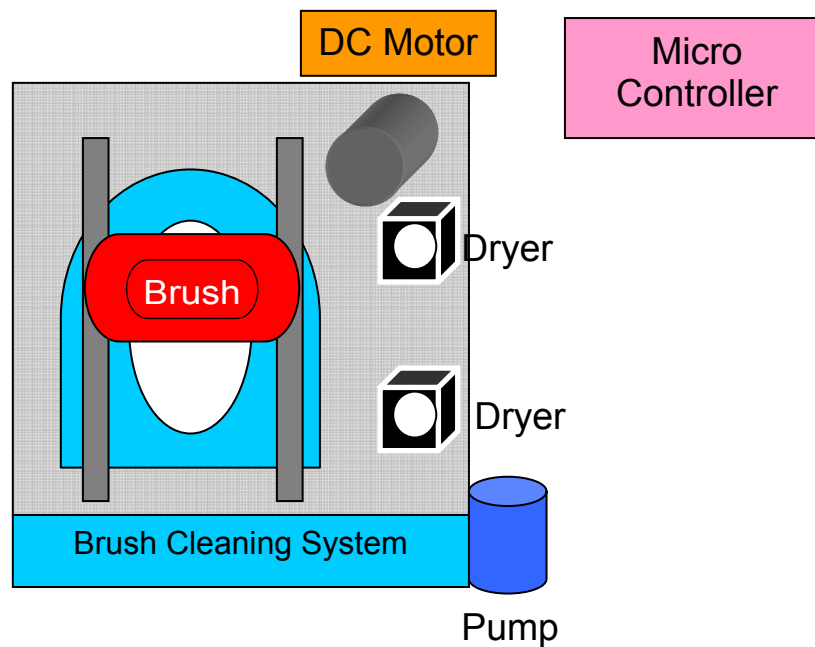 DC Motor
Micro
Controller
Dryer
Brush
Dryer
Brush Cleaning System
Pump